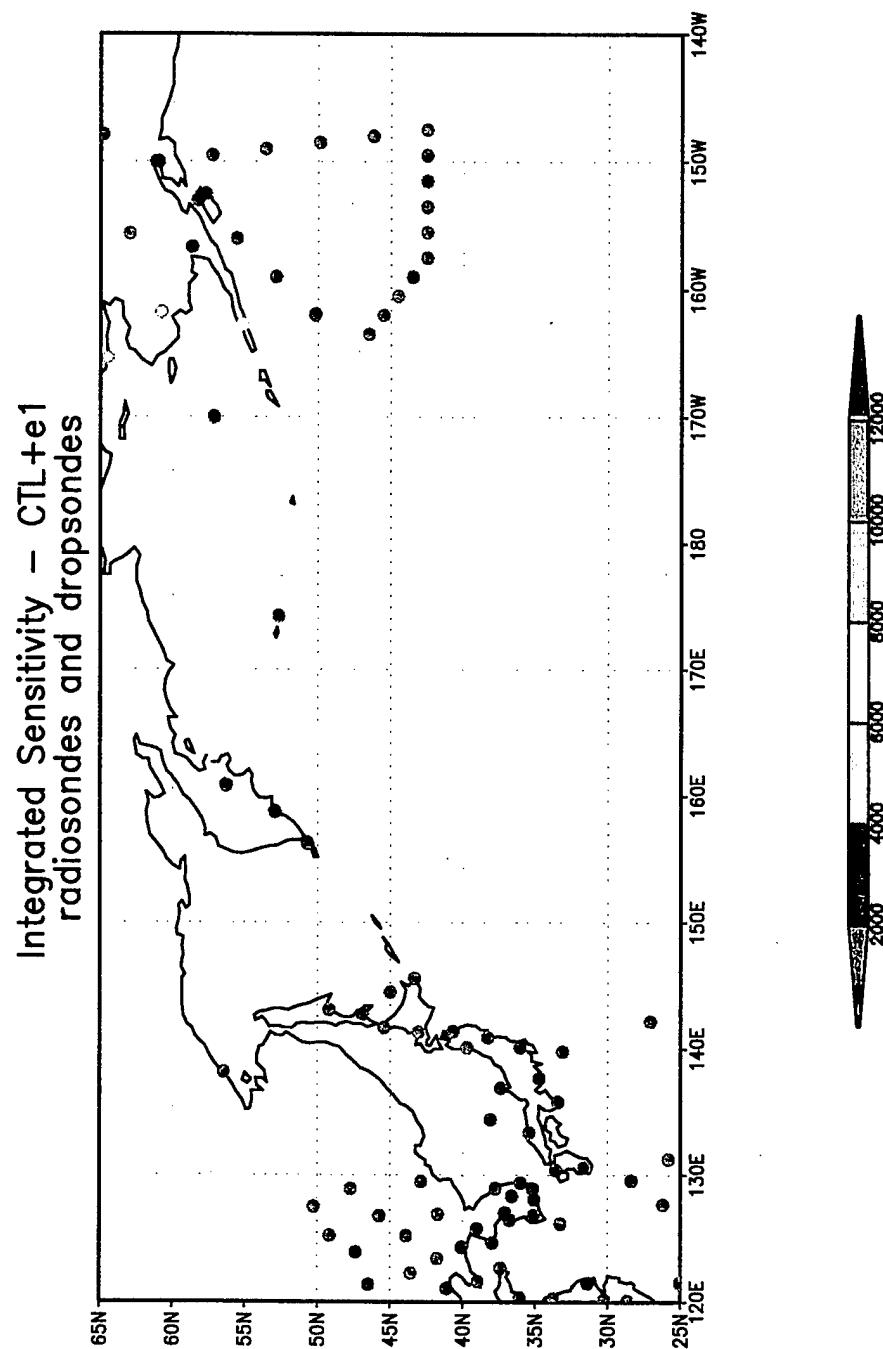 Integrated Sensitivity – CTL+e1
radiosondes and dropsondes
65N
60N
55N
50N
45N
40N
35N
30N
25N
120E
130E
140E
150E
160E
170E
180
170W
160W
150W
140W
2000
4000
6000
8000
10000
12000